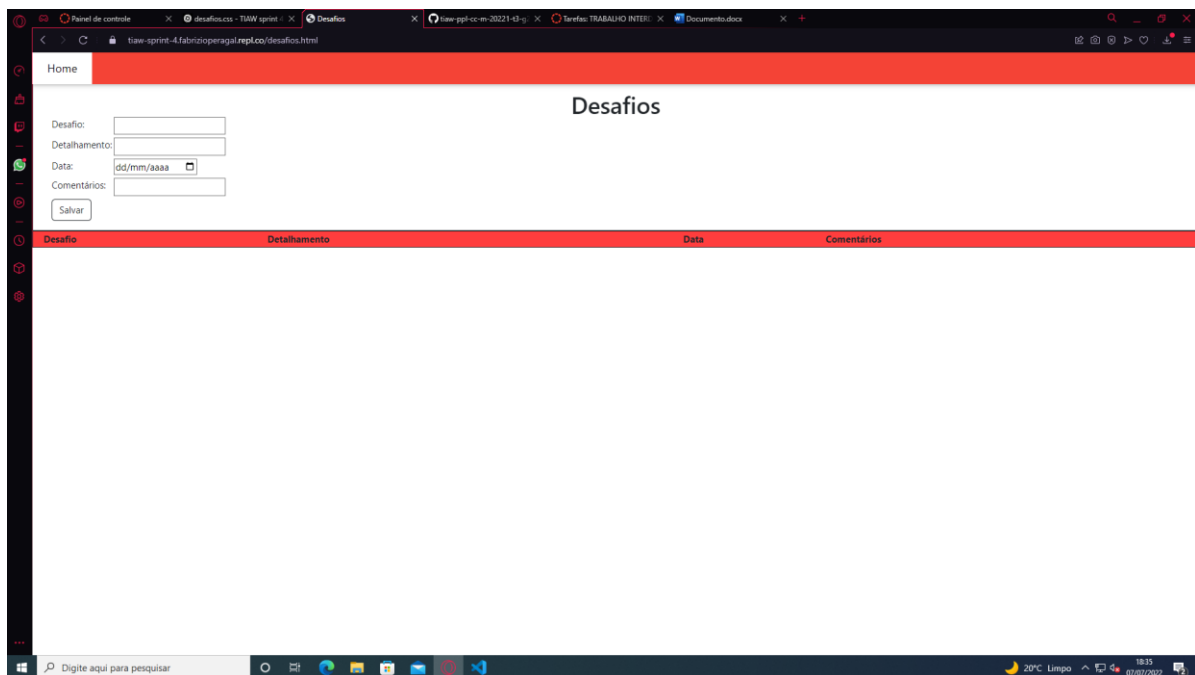 Painel de controle
desafios.css - TIAW sprint
Desafios
tiaw-ppl-cc-m-20221-t3-g
Tarefas: TRABALHO INTER
Documento.docx
tiaw-sprint-4.fabrizioperagal.repl.co/desafios.html
Home
Desafios
Desafio:
Detalhamento:
Data: dd/mm/aaaa
Comentários:
Salvar
Desafio Detalhamento Data Comentários
Digite aqui para pesquisar
20°C Limpo
18:35
07/07/2022